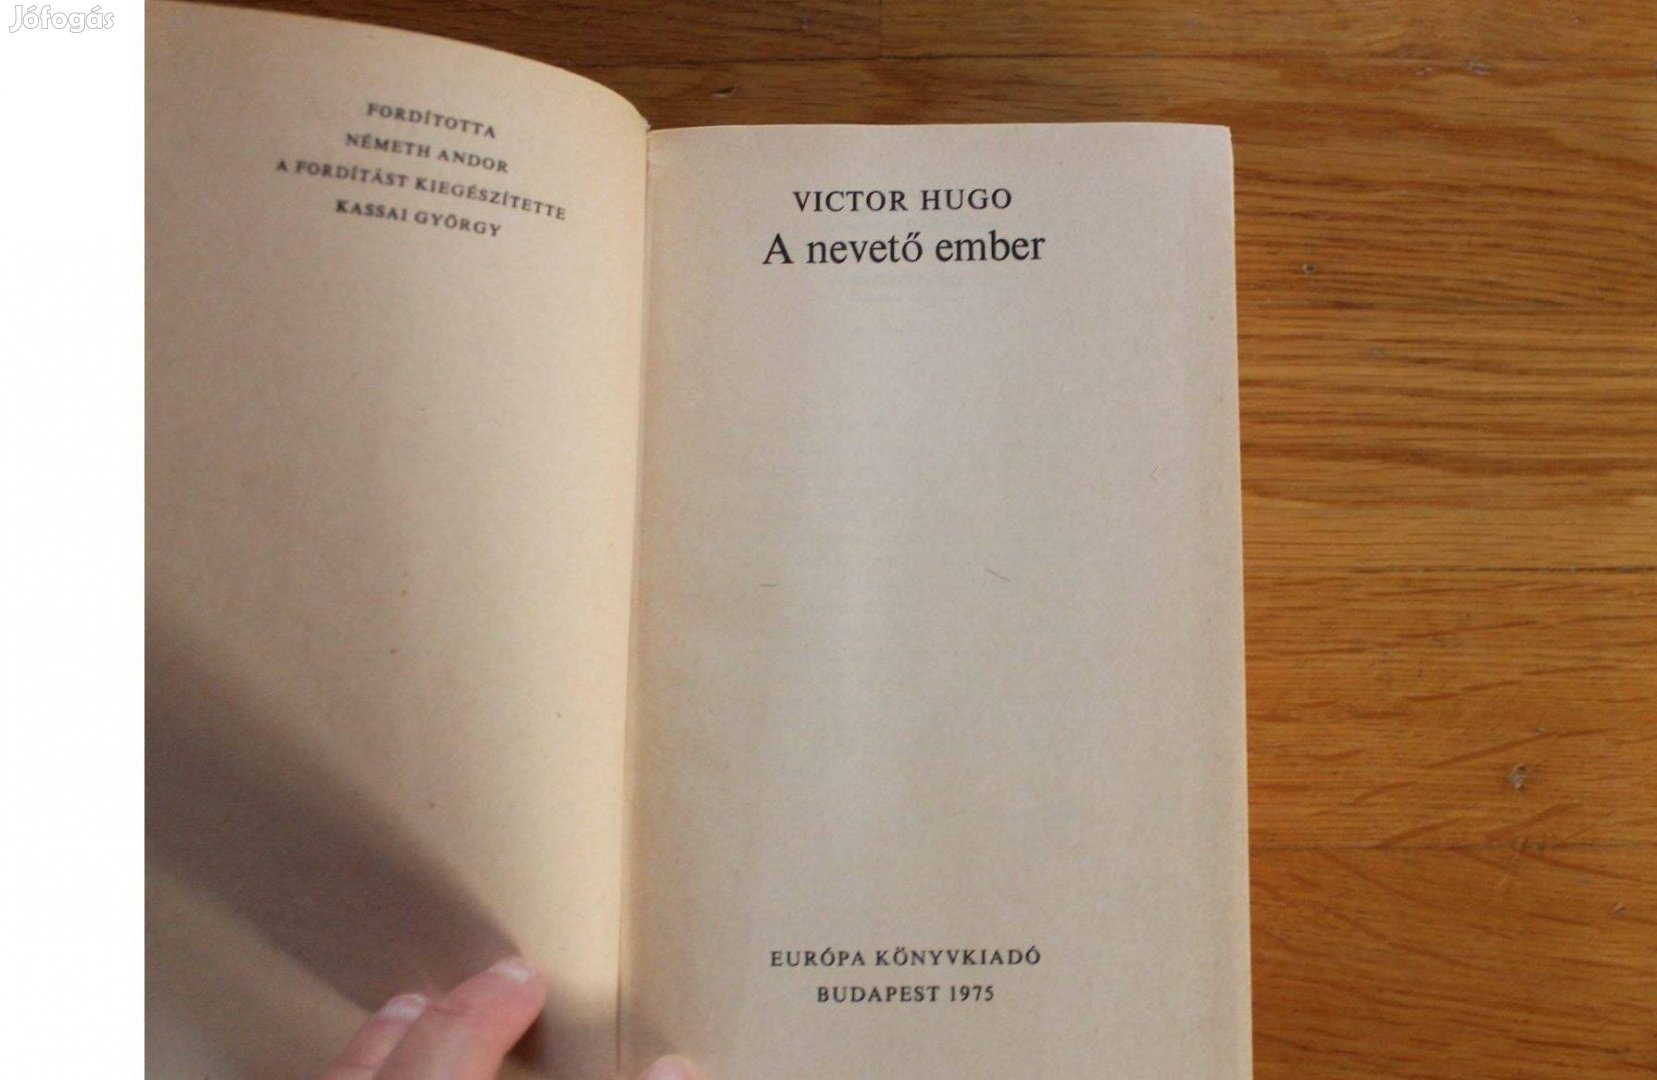 Jófogás
FORDÍTOTTA
NÉMETH ANDOR
A FORDÍTÁST KIEGÉSZÍTETTE
KASSAI GYÖRGY
VICTOR HUGO
A nevető ember
EURÓPA KÖNYVKIADÓ
BUDAPEST 1975